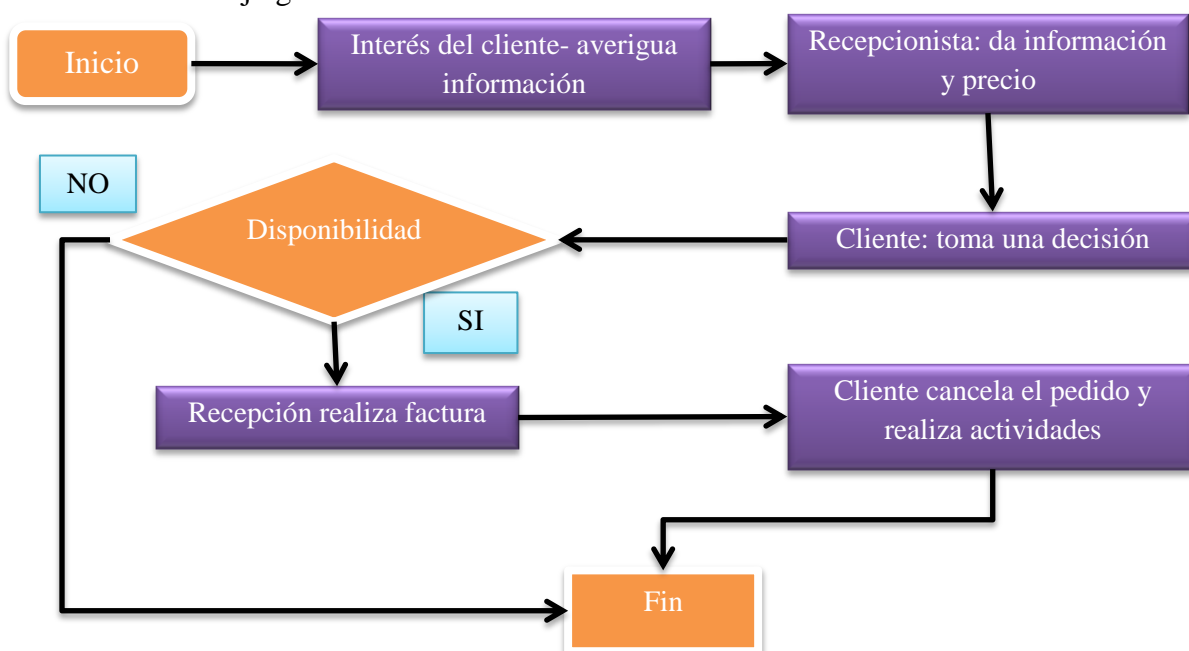 Inicio
Interés del cliente- averigua
información
Recepcionista: da información
y precio
NO
Disponibilidad
Cliente: toma una decisión
SI
Recepción realiza factura
Cliente cancela el pedido y
realiza actividades
Fin